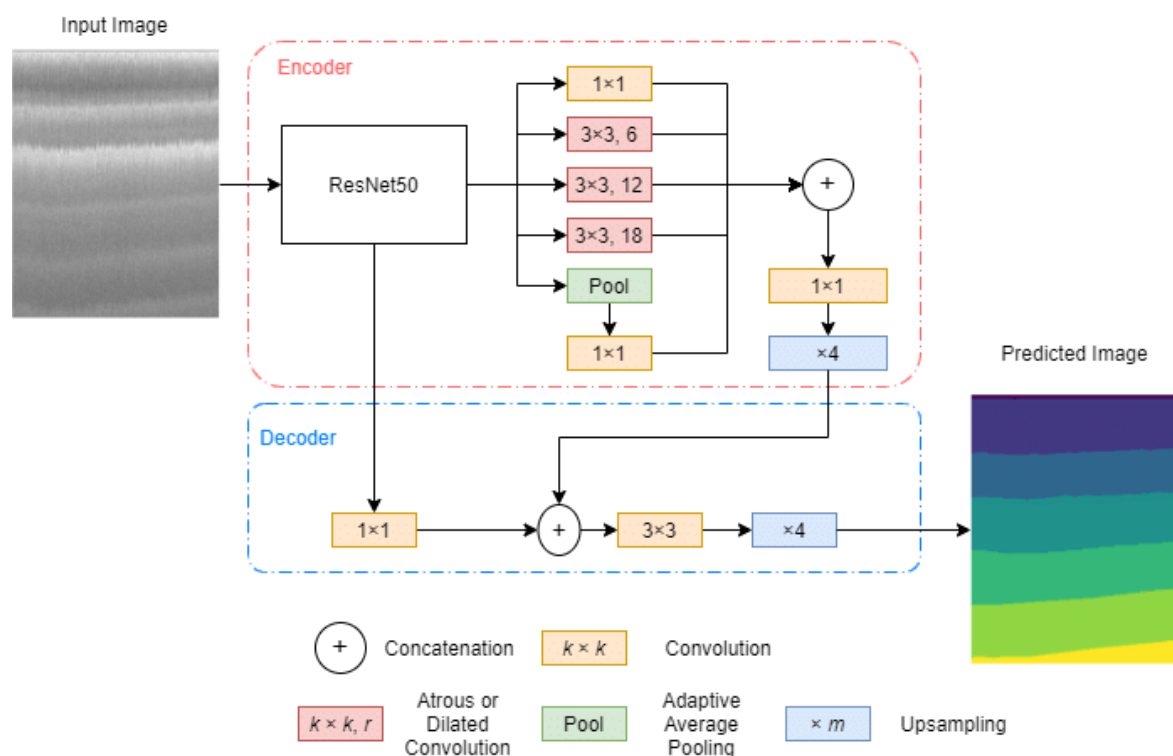 Input Image
Encoder
ResNet50
1×1
3×3, 6
3×3, 12
3×3, 18
Pool
1×1
+
1×1
×4
Decoder
1×1
+
3×3
×4
Predicted Image
+
Concatenation
k × k
Convolution
k × k, r
Atrous or
Dilated
Convolution
Pool
Adaptive
Average
Pooling
× m
Upsampling